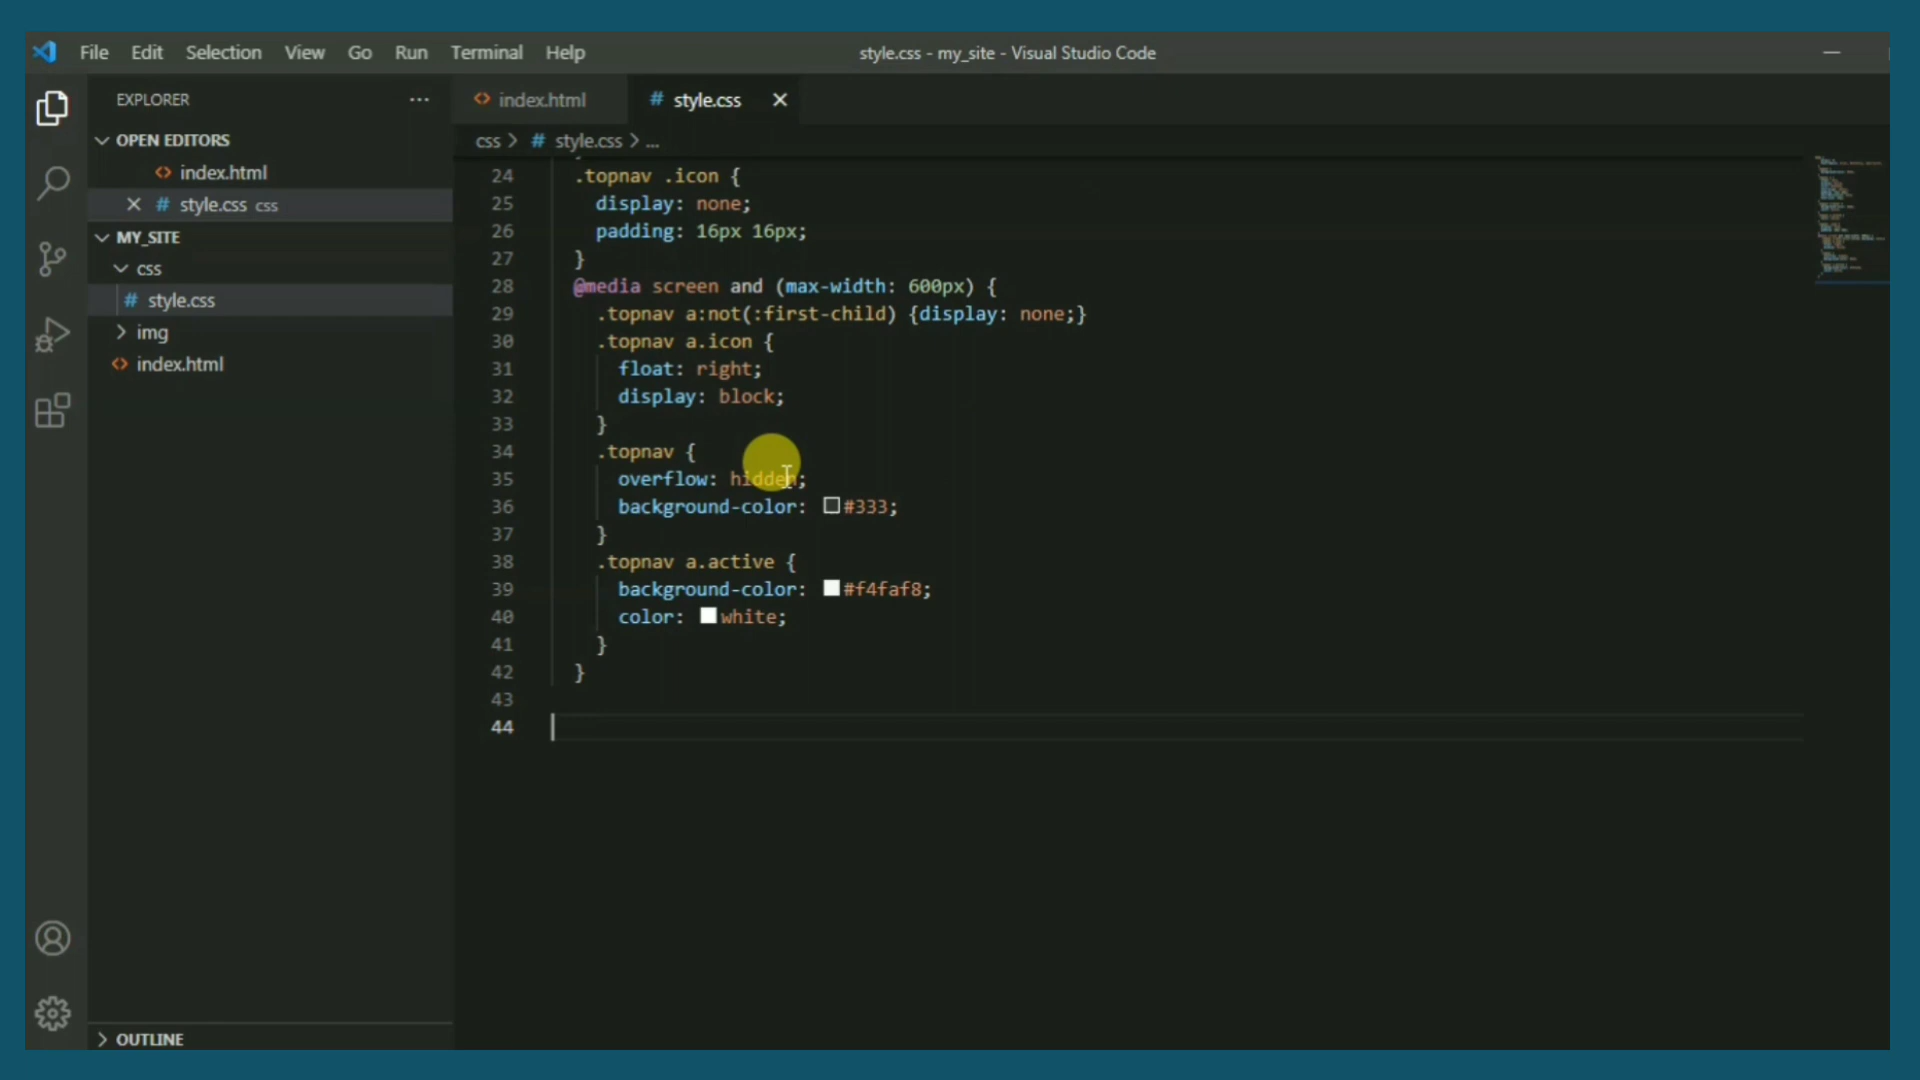 File Edit Selection View Go Run Terminal Help
style.css - my_site - Visual Studio Code
EXPLORER ...
OPEN EDITORS
index.html
style.css css
MY_SITE
css
style.css
img
index.html
OUTLINE
index.html
style.css
css > # style.css > ...
24 .topnav .icon {
25 display: none;
26 padding: 16px 16px;
27 }
28 @media screen and (max-width: 600px) {
29 .topnav a:not(:first-child) {display: none;}
30 .topnav a.icon {
31 float: right;
32 display: block;
33 }
34 .topnav {
35 overflow: hidden;
36 background-color: #333;
37 }
38 .topnav a.active {
39 background-color: #f4faf8;
40 color: white;
41 }
42 }
43
44